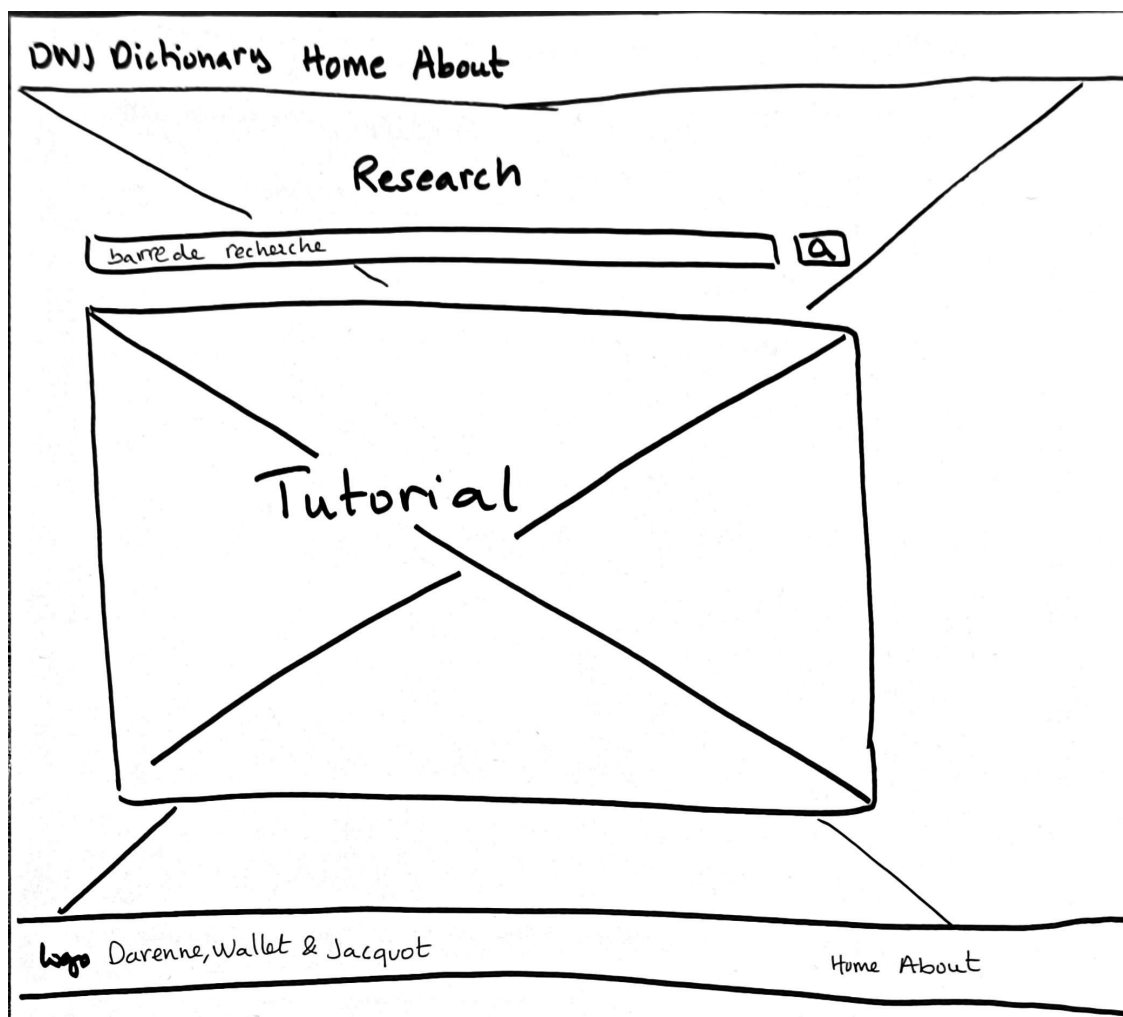 DWJ Dictionary Home About
Research
barre de recherche
Tutorial
logo Darenne, Wallet & Jacquot
Home About